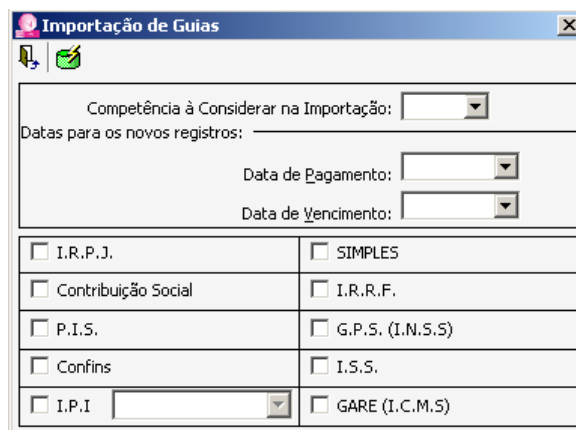 Importação de Guias
Competência à Considerar na Importação:
Datas para os novos registros:
Data de Pagamento:
Data de Vencimento:
I.R.P.J. SIMPLES
Contribuição Social I.R.R.F.
P.I.S. G.P.S. (I.N.S.S)
Confins I.S.S.
I.P.I GARE (I.C.M.S)